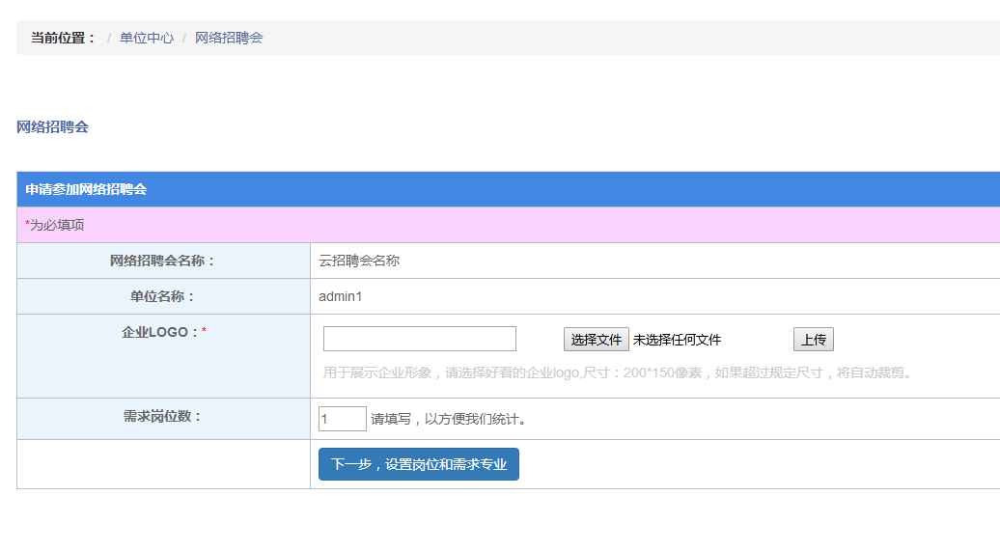 当前位置： / 单位中心 / 网络招聘会
网络招聘会
申请参加网络招聘会
*为必填项
网络招聘会名称： 云招聘会名称
单位名称： admin1
企业LOGO：* 选择文件 未选择任何文件 上传
用于展示企业形象，请选择好看的企业logo,尺寸：200*150像素，如果超过规定尺寸，将自动裁剪。
需求岗位数： 1 请填写，以方便我们统计。
下一步，设置岗位和需求专业